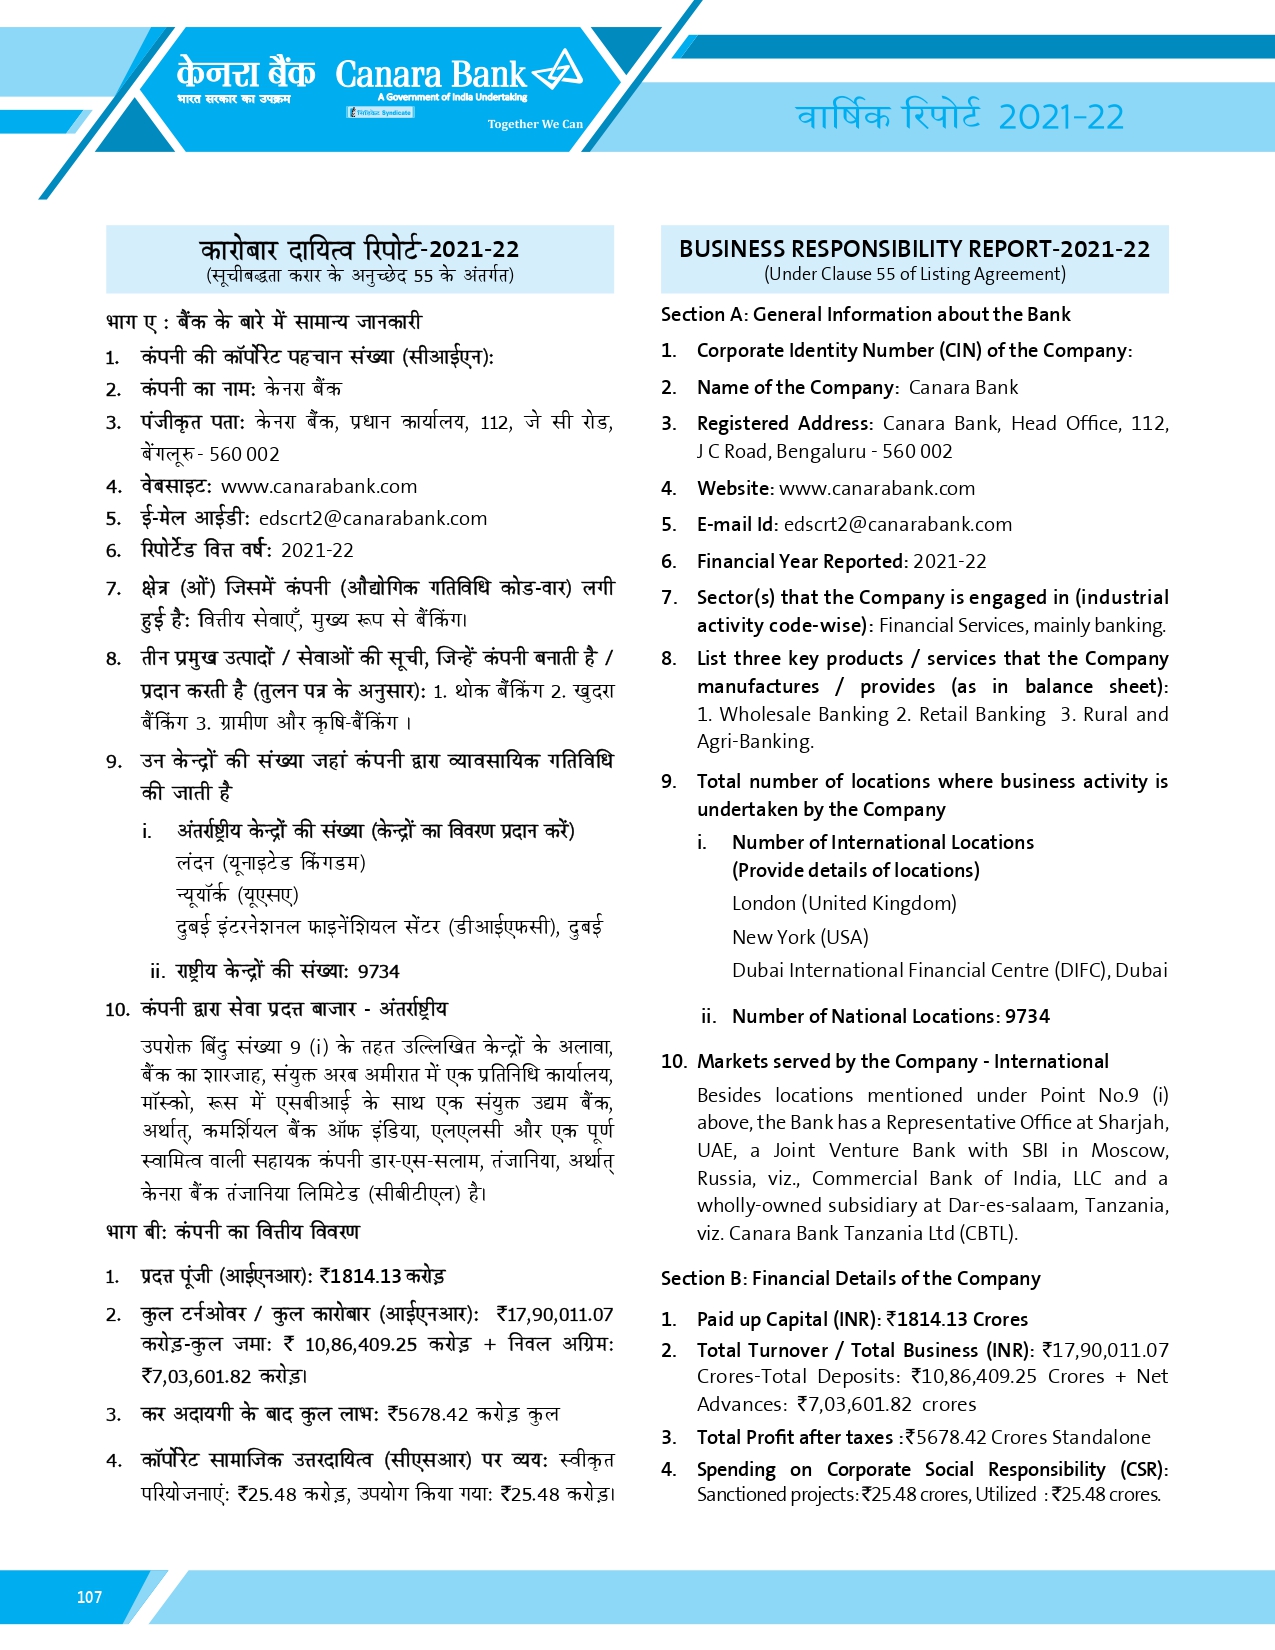 केनरा बैंक Canara Bank
भारत सरकार का उपक्रम A Government of India Undertaking
सिंडिकेट Syndicate
Together We Can
वार्षिक रिपोर्ट 2021-22
कारोबार दायित्व रिपोर्ट-2021-22
(सूचीबद्धता करार के अनुच्छेद 55 के अंतर्गत)
भाग ए : बैंक के बारे में सामान्य जानकारी
1. कंपनी की कॉर्पोरेट पहचान संख्या (सीआईएन):
2. कंपनी का नाम: केनरा बैंक
3. पंजीकृत पता: केनरा बैंक, प्रधान कार्यालय, 112, जे सी रोड,
बेंगलूरु - 560 002
4. वेबसाइट: www.canarabank.com
5. ई-मेल आईडी: edscrt2@canarabank.com
6. रिपोर्टेड वित्त वर्ष: 2021-22
7. क्षेत्र (ओं) जिसमें कंपनी (औद्योगिक गतिविधि कोड-वार) लगी
हुई है: वित्तीय सेवाएँ, मुख्य रूप से बैंकिंग।
8. तीन प्रमुख उत्पादों / सेवाओं की सूची, जिन्हें कंपनी बनाती है /
प्रदान करती है (तुलन पत्र के अनुसार): 1. थोक बैंकिंग 2. खुदरा
बैंकिंग 3. ग्रामीण और कृषि-बैंकिंग ।
9. उन केन्द्रों की संख्या जहां कंपनी द्वारा व्यावसायिक गतिविधि
की जाती है
i. अंतर्राष्ट्रीय केन्द्रों की संख्या (केन्द्रों का विवरण प्रदान करें)
लंदन (यूनाइटेड किंगडम)
न्यूयॉर्क (यूएसए)
दुबई इंटरनेशनल फाइनेंशियल सेंटर (डीआईएफसी), दुबई
ii. राष्ट्रीय केन्द्रों की संख्या: 9734
10. कंपनी द्वारा सेवा प्रदत्त बाजार - अंतर्राष्ट्रीय
उपरोक्त बिंदु संख्या 9 (i) के तहत उल्लिखित केन्द्रों के अलावा,
बैंक का शारजाह, संयुक्त अरब अमीरात में एक प्रतिनिधि कार्यालय,
मॉस्को, रूस में एसबीआई के साथ एक संयुक्त उद्यम बैंक,
अर्थात्, कमर्शियल बैंक ऑफ इंडिया, एलएलसी और एक पूर्ण
स्वामित्व वाली सहायक कंपनी डार-एस-सलाम, तंजानिया, अर्थात्
केनरा बैंक तंजानिया लिमिटेड (सीबीटीएल) है।
भाग बी: कंपनी का वित्तीय विवरण
1. प्रदत्त पूंजी (आईएनआर): ₹1814.13 करोड़
2. कुल टर्नओवर / कुल कारोबार (आईएनआर): ₹17,90,011.07
करोड़-कुल जमा: ₹ 10,86,409.25 करोड़ + निवल अग्रिम:
₹7,03,601.82 करोड़।
3. कर अदायगी के बाद कुल लाभ: ₹5678.42 करोड़ कुल
4. कॉर्पोरेट सामाजिक उत्तरदायित्व (सीएसआर) पर व्यय: स्वीकृत
परियोजनाएं: ₹25.48 करोड़, उपयोग किया गया: ₹25.48 करोड़।
BUSINESS RESPONSIBILITY REPORT-2021-22
(Under Clause 55 of Listing Agreement)
Section A: General Information about the Bank
1. Corporate Identity Number (CIN) of the Company:
2. Name of the Company: Canara Bank
3. Registered Address: Canara Bank, Head Office, 112,
J C Road, Bengaluru - 560 002
4. Website: www.canarabank.com
5. E-mail Id: edscrt2@canarabank.com
6. Financial Year Reported: 2021-22
7. Sector(s) that the Company is engaged in (industrial
activity code-wise): Financial Services, mainly banking.
8. List three key products / services that the Company
manufactures / provides (as in balance sheet):
1. Wholesale Banking 2. Retail Banking 3. Rural and
Agri-Banking.
9. Total number of locations where business activity is
undertaken by the Company
i. Number of International Locations
(Provide details of locations)
London (United Kingdom)
New York (USA)
Dubai International Financial Centre (DIFC), Dubai
ii. Number of National Locations: 9734
10. Markets served by the Company - International
Besides locations mentioned under Point No.9 (i)
above, the Bank has a Representative Office at Sharjah,
UAE, a Joint Venture Bank with SBI in Moscow,
Russia, viz., Commercial Bank of India, LLC and a
wholly-owned subsidiary at Dar-es-salaam, Tanzania,
viz. Canara Bank Tanzania Ltd (CBTL).
Section B: Financial Details of the Company
1. Paid up Capital (INR): ₹1814.13 Crores
2. Total Turnover / Total Business (INR): ₹17,90,011.07
Crores-Total Deposits: ₹10,86,409.25 Crores + Net
Advances: ₹7,03,601.82 crores
3. Total Profit after taxes :₹5678.42 Crores Standalone
4. Spending on Corporate Social Responsibility (CSR):
Sanctioned projects: ₹25.48 crores, Utilized : ₹25.48 crores.
107